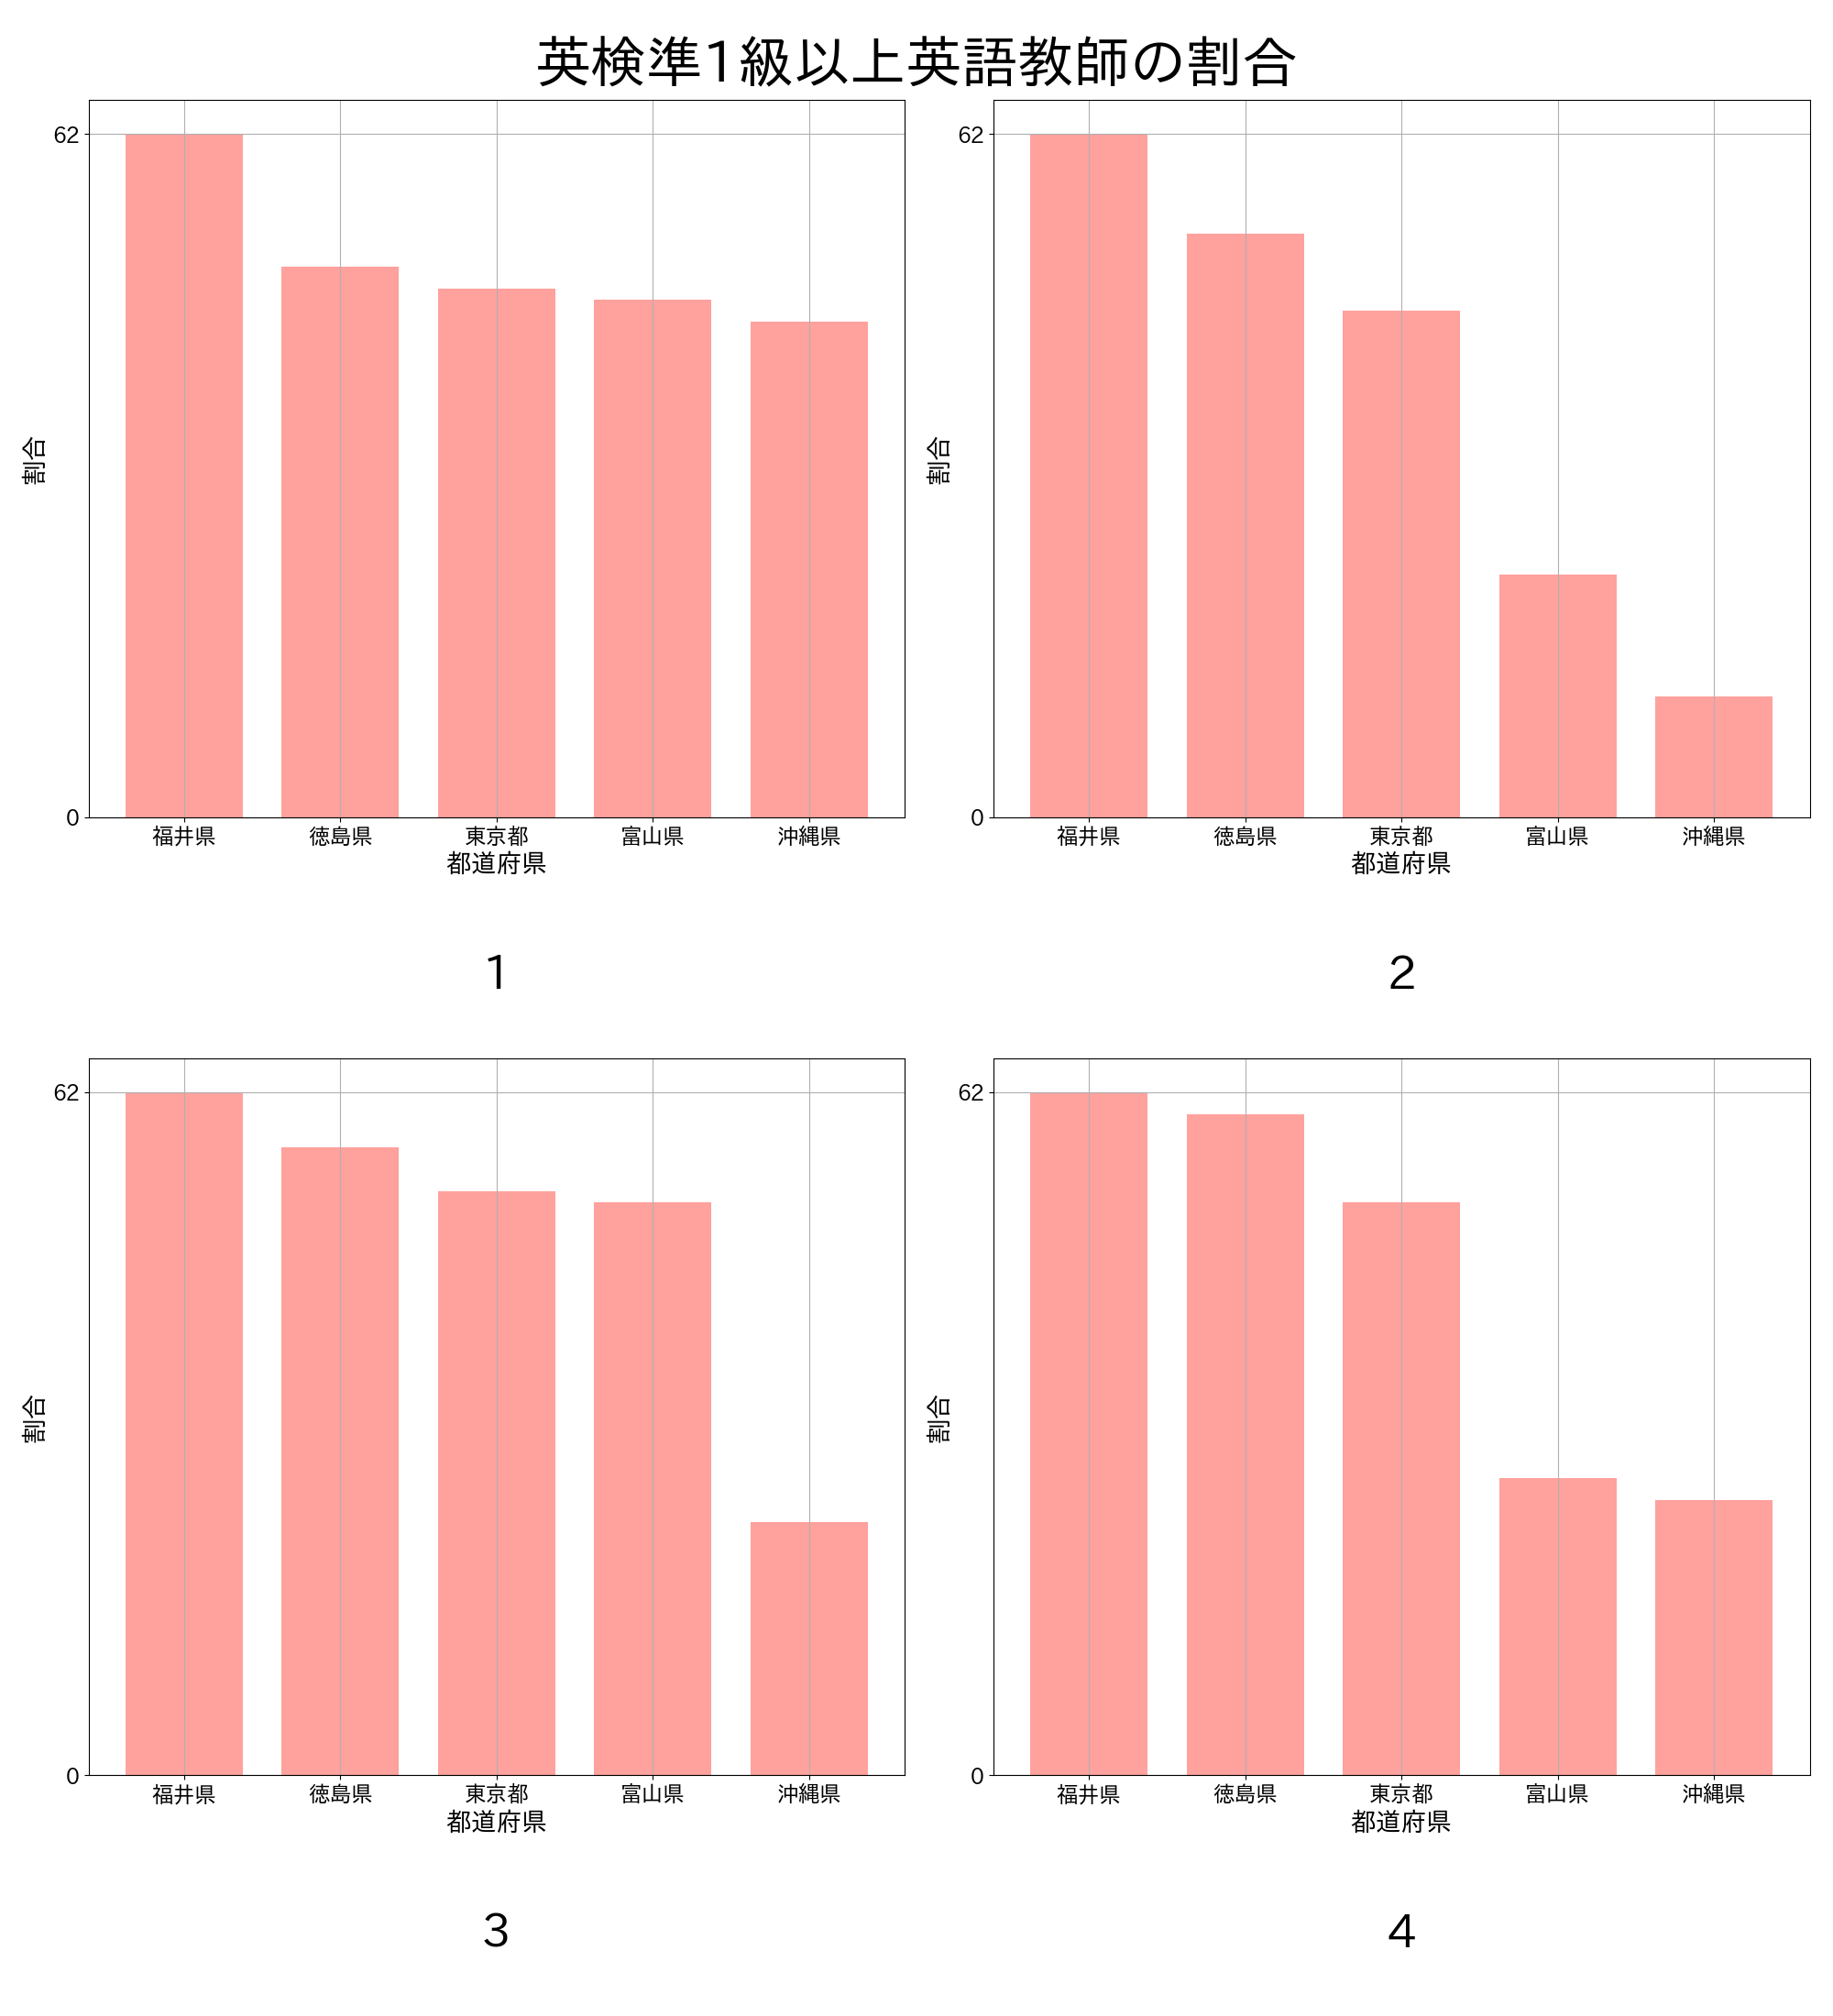 英検準1級以上英語教師の割合
62
0
割合
福井県 徳島県 東京都 富山県 沖縄県
都道府県
1
62
0
割合
福井県 徳島県 東京都 富山県 沖縄県
都道府県
2
62
0
割合
福井県 徳島県 東京都 富山県 沖縄県
都道府県
3
62
0
割合
福井県 徳島県 東京都 富山県 沖縄県
都道府県
4